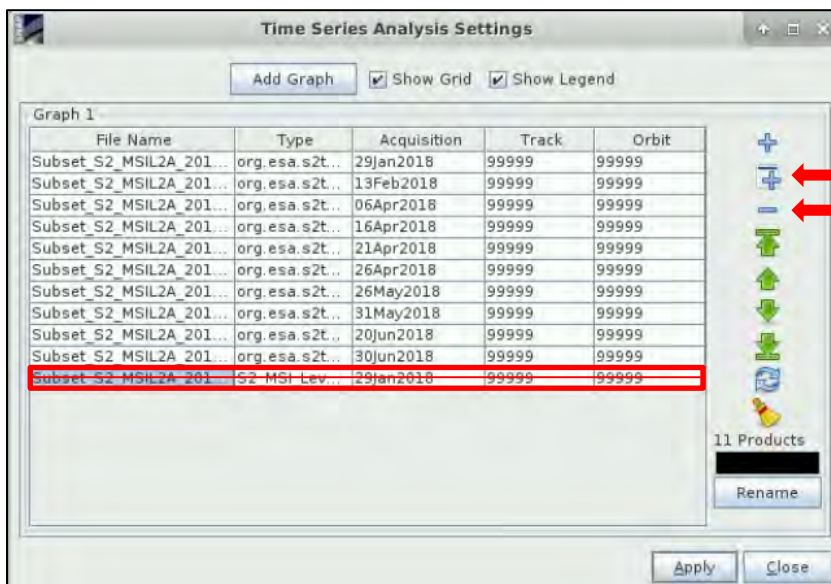 Time Series Analysis Settings
Add Graph Show Grid Show Legend
Graph 1
File Name Type Acquisition Track Orbit
Subset_S2_MSIL2A_201... org.esa.s2t... 29Jan2018 99999 99999
Subset_S2_MSIL2A_201... org.esa.s2t... 13Feb2018 99999 99999
Subset_S2_MSIL2A_201... org.esa.s2t... 06Apr2018 99999 99999
Subset_S2_MSIL2A_201... org.esa.s2t... 16Apr2018 99999 99999
Subset_S2_MSIL2A_201... org.esa.s2t... 21Apr2018 99999 99999
Subset_S2_MSIL2A_201... org.esa.s2t... 26Apr2018 99999 99999
Subset_S2_MSIL2A_201... org.esa.s2t... 26May2018 99999 99999
Subset_S2_MSIL2A_201... org.esa.s2t... 31May2018 99999 99999
Subset_S2_MSIL2A_201... org.esa.s2t... 20Jun2018 99999 99999
Subset_S2_MSIL2A_201... org.esa.s2t... 30Jun2018 99999 99999
Subset_S2_MSIL2A_201... S2_MSI_Lev... 29Jan2018 99999 99999
11 Products
Rename
Apply Close